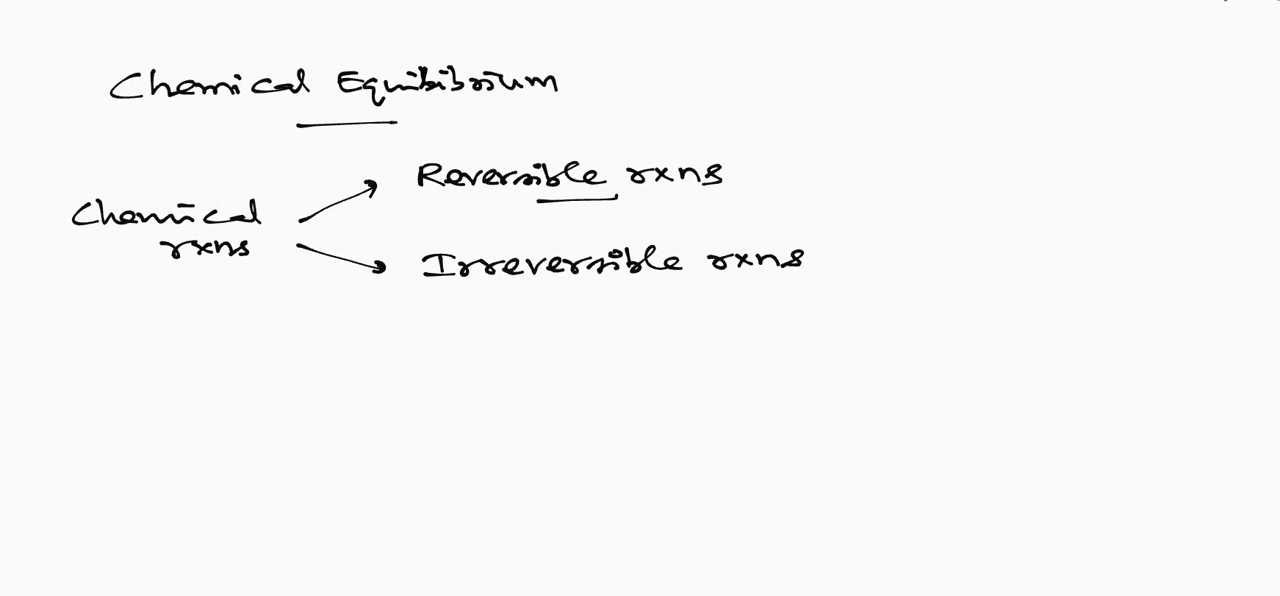 Chemical Equilibrium
Reversible rxns
Chemical
rxns
Irreversible rxns